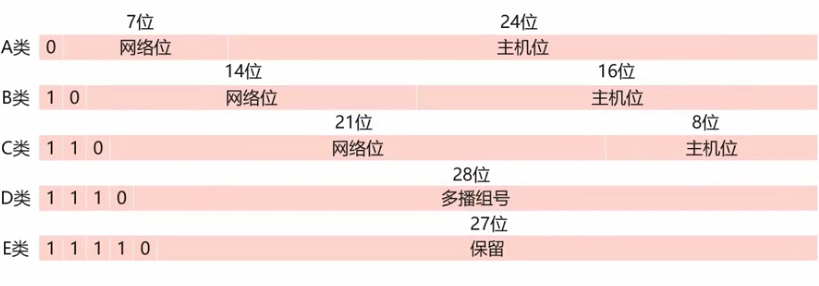 7位 24位
A类 0 网络位 主机位
14位 16位
B类 1 0 网络位 主机位
21位 8位
C类 1 1 0 网络位 主机位
28位
D类 1 1 1 0 多播组号
27位
E类 1 1 1 1 0 保留